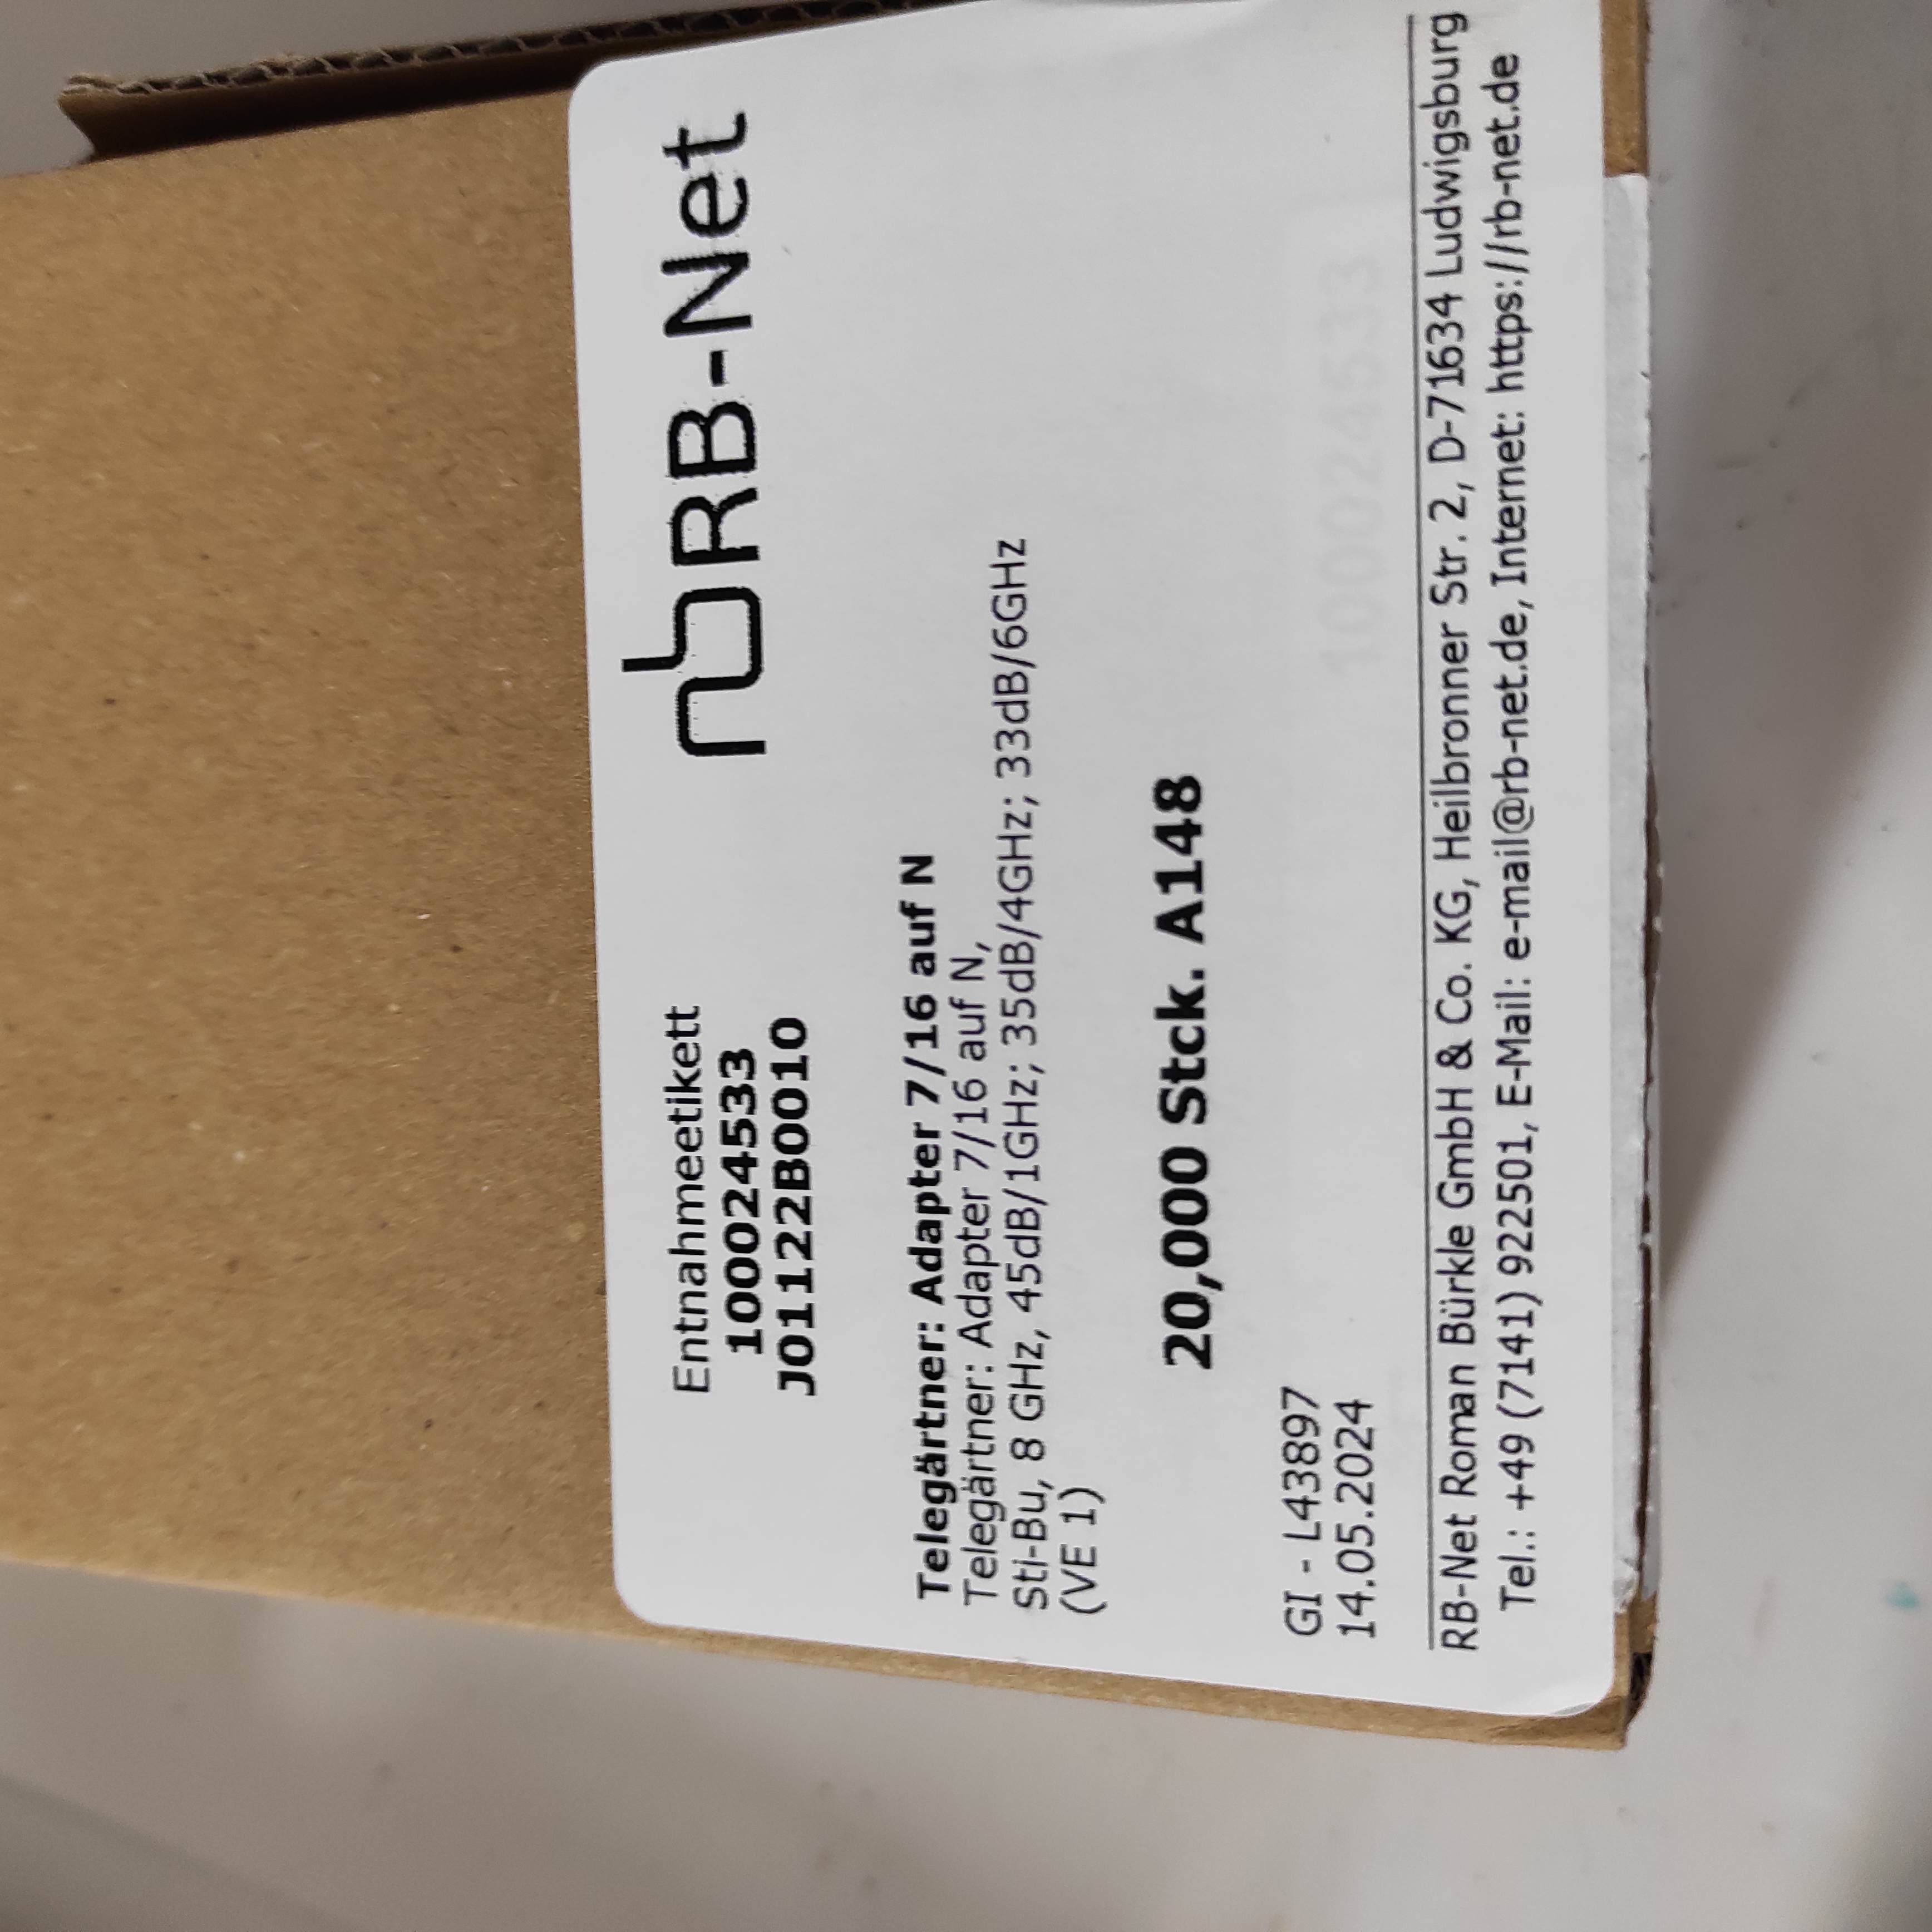 Entnahmeetikett
10024533
J01122B0010
RB-Net
Telegärtner: Adapter 7/16 auf N
Telegärtner: Adapter 7/16 auf N,
Sti-Bu, 8 GHz, 45dB/1GHz; 35dB/4GHz; 33dB/6GHz
(VE 1)
20,000 Stck. A148
GI - L43897
14.05.2024
10024533
RB-Net Roman Bürkle GmbH & Co. KG, Heilbronner Str. 2, D-71634 Ludwigsburg
Tel.: +49 (7141) 922501, E-Mail: e-mail@rb-net.de, Internet: https://rb-net.de